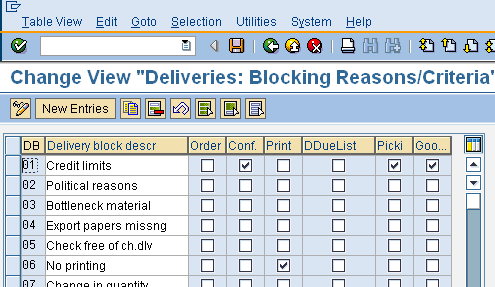 Table View Edit Goto Selection Utilities System Help
Change View "Deliveries: Blocking Reasons/Criteria"
New Entries
DB Delivery block descr Order Conf. Print DDueList Picki Goo...
01 Credit limits
02 Political reasons
03 Bottleneck material
04 Export papers missng
05 Check free of ch.dlv
06 No printing
07 Change in quantity